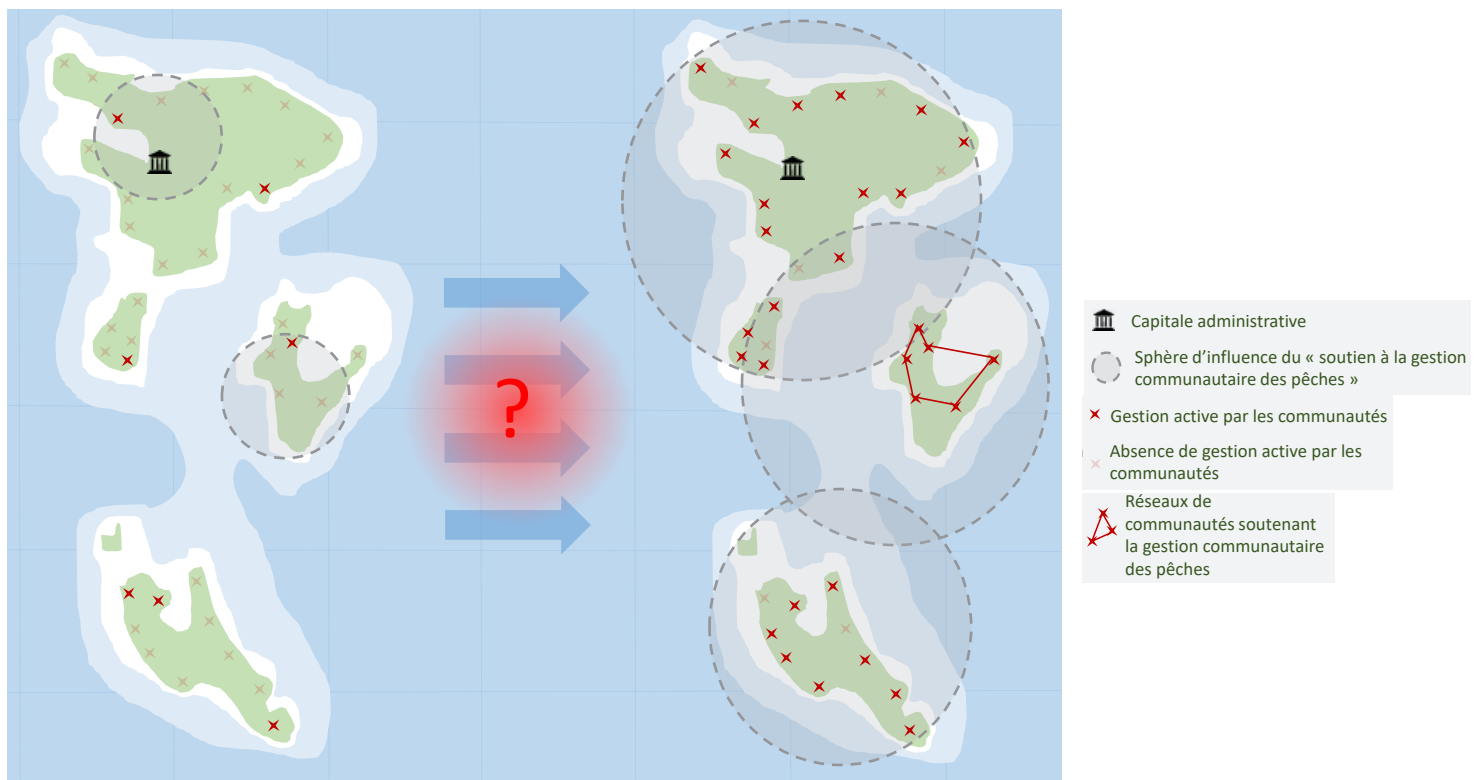 ?
Capitale administrative
Sphère d’influence du « soutien à la gestion
communautaire des pêches »
Gestion active par les communautés
Absence de gestion active par les
communautés
Réseaux de
communautés soutenant
la gestion communautaire
des pêches